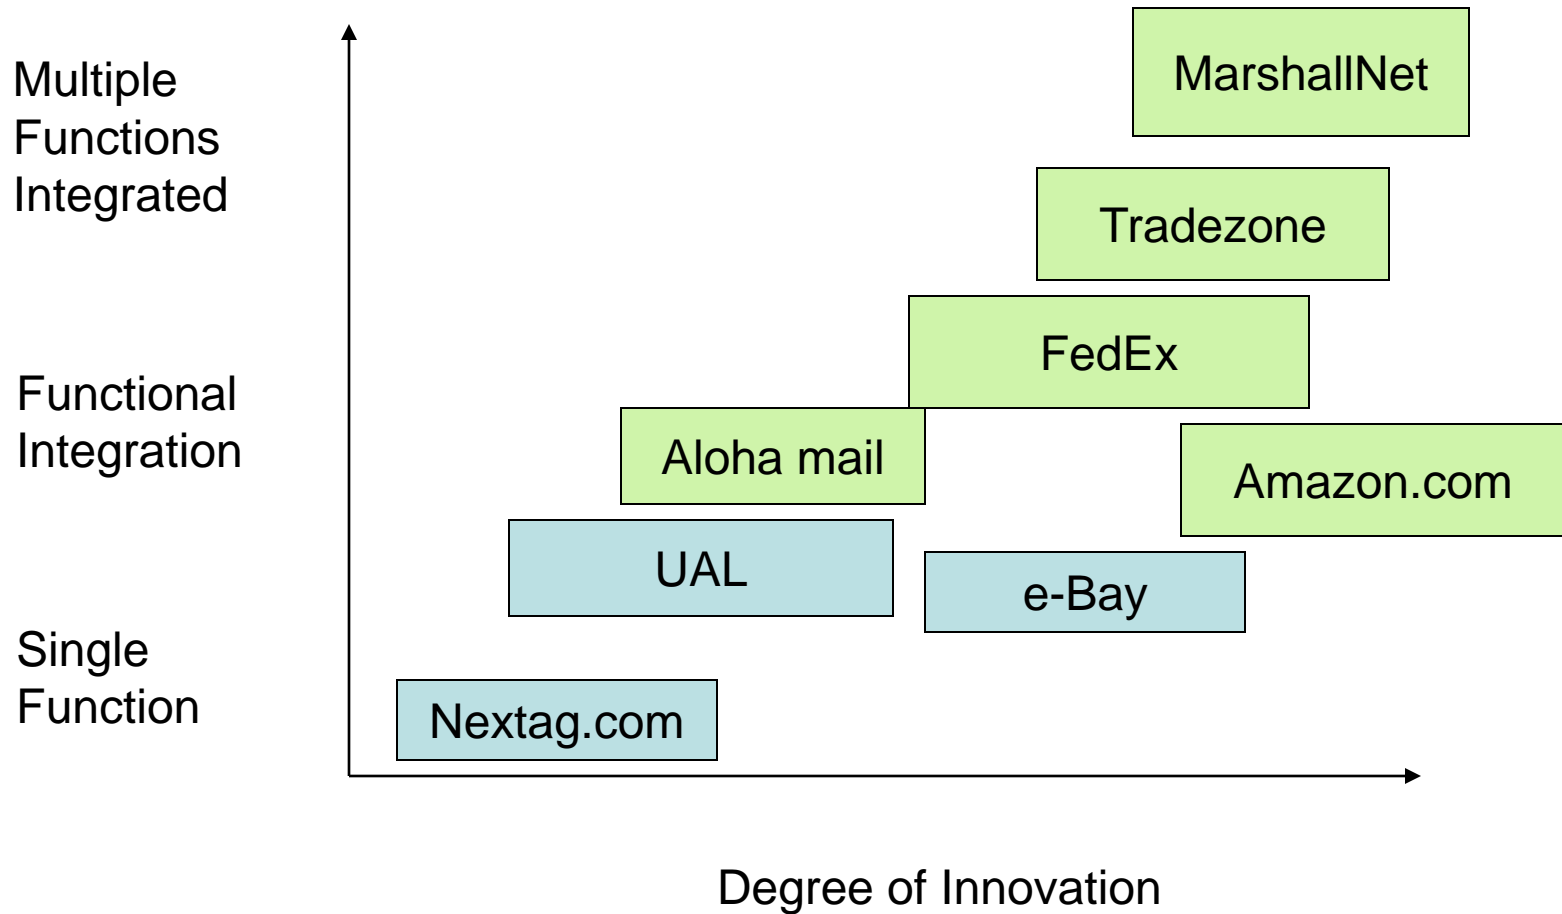 Multiple
Functions
Integrated
MarshallNet
Tradezone
FedEx
Functional
Integration
Aloha mail
Amazon.com
UAL
e-Bay
Single
Function
Nextag.com
Degree of Innovation